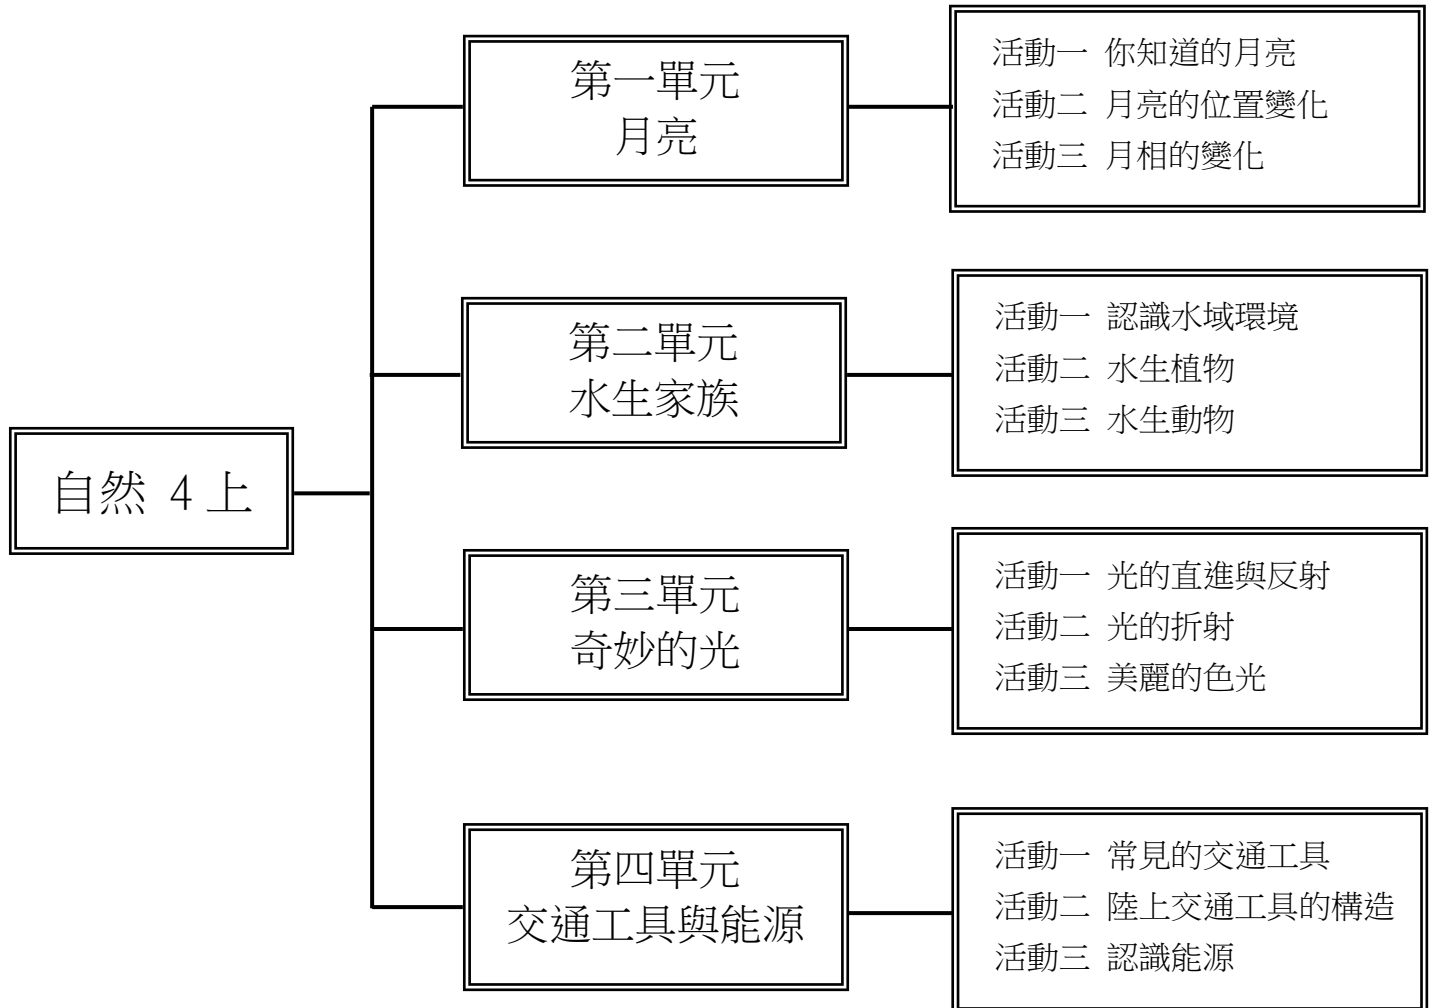 自然 4上
第一單元
月亮
活動一 你知道的月亮
活動二 月亮的位置變化
活動三 月相的變化
第二單元
水生家族
活動一 認識水域環境
活動二 水生植物
活動三 水生動物
第三單元
奇妙的光
活動一 光的直進與反射
活動二 光的折射
活動三 美麗的色光
第四單元
交通工具與能源
活動一 常見的交通工具
活動二 陸上交通工具的構造
活動三 認識能源